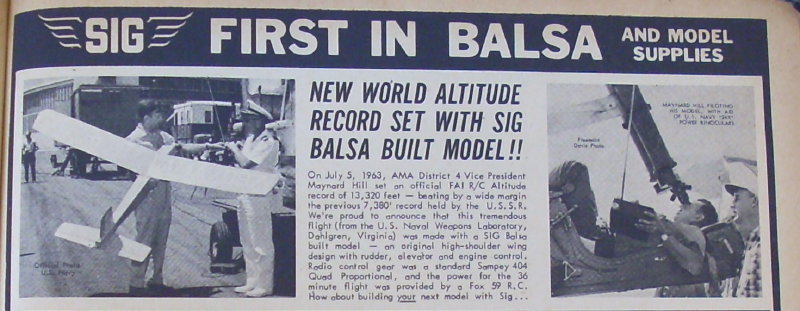 SIG FIRST IN BALSA AND MODEL SUPPLIES
NEW WORLD ALTITUDE
RECORD SET WITH SIG
BALSA BUILT MODEL!!
On July 5, 1963, AMA District 4 Vice President
Maynard Hill set an official FAI R/C Altitude
record of 13,320 feet — beating by a wide margin
the previous 7,380' record held by the U.S.S.R.
We're proud to announce that this tremendous
flight (from the U.S. Naval Weapons Laboratory,
Dahlgren, Virginia) was made with a SIG Balsa
built model — an original high-shoulder wing
design with rudder, elevator and engine control.
Radio control gear was a standard Sampey 404
Quad Proportional, and the power for the 36
minute flight was provided by a Fox 59 R.C.
How about building your next model with Sig...
Official Photo
U.S. Navy
MAYNARD HILL PILOTING
HIS MODEL, WITH AID
OF U.S. NAVY "6X6"
POWER BINOCULARS
Freeman
Davis Photo